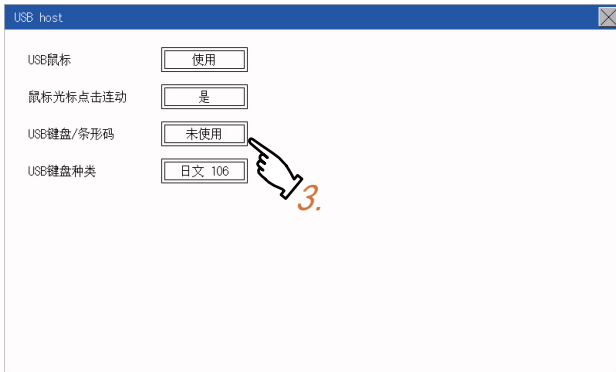 USB host
USB鼠标 使用
鼠标光标点击连动 是
USB键盘/条形码 未使用
USB键盘种类 日文 106
3.